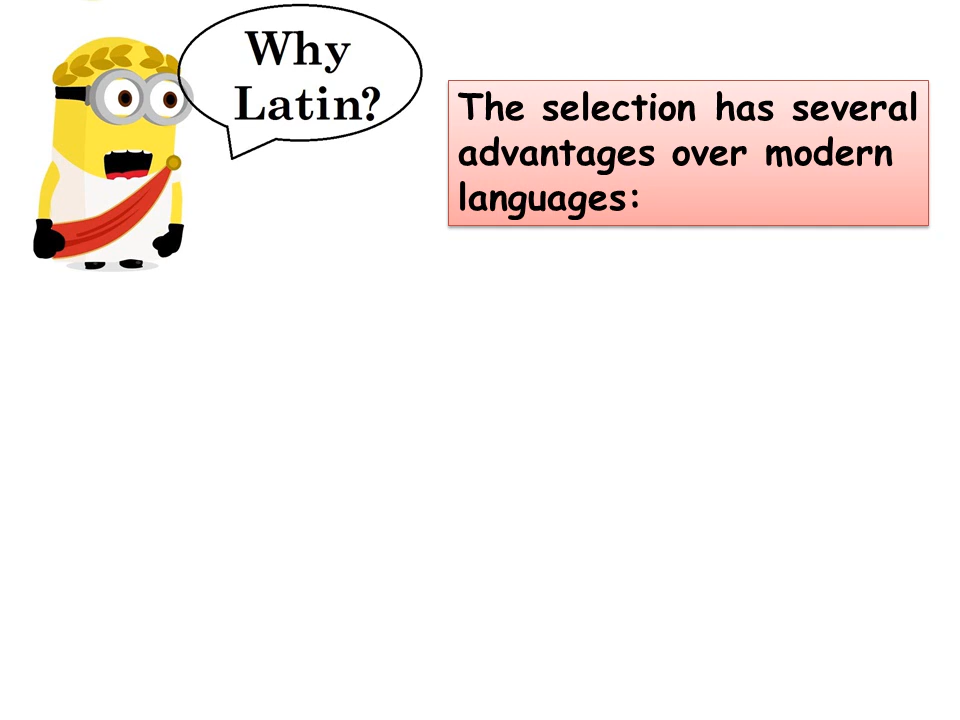 Why
Latin?
The selection has several
advantages over modern
languages: